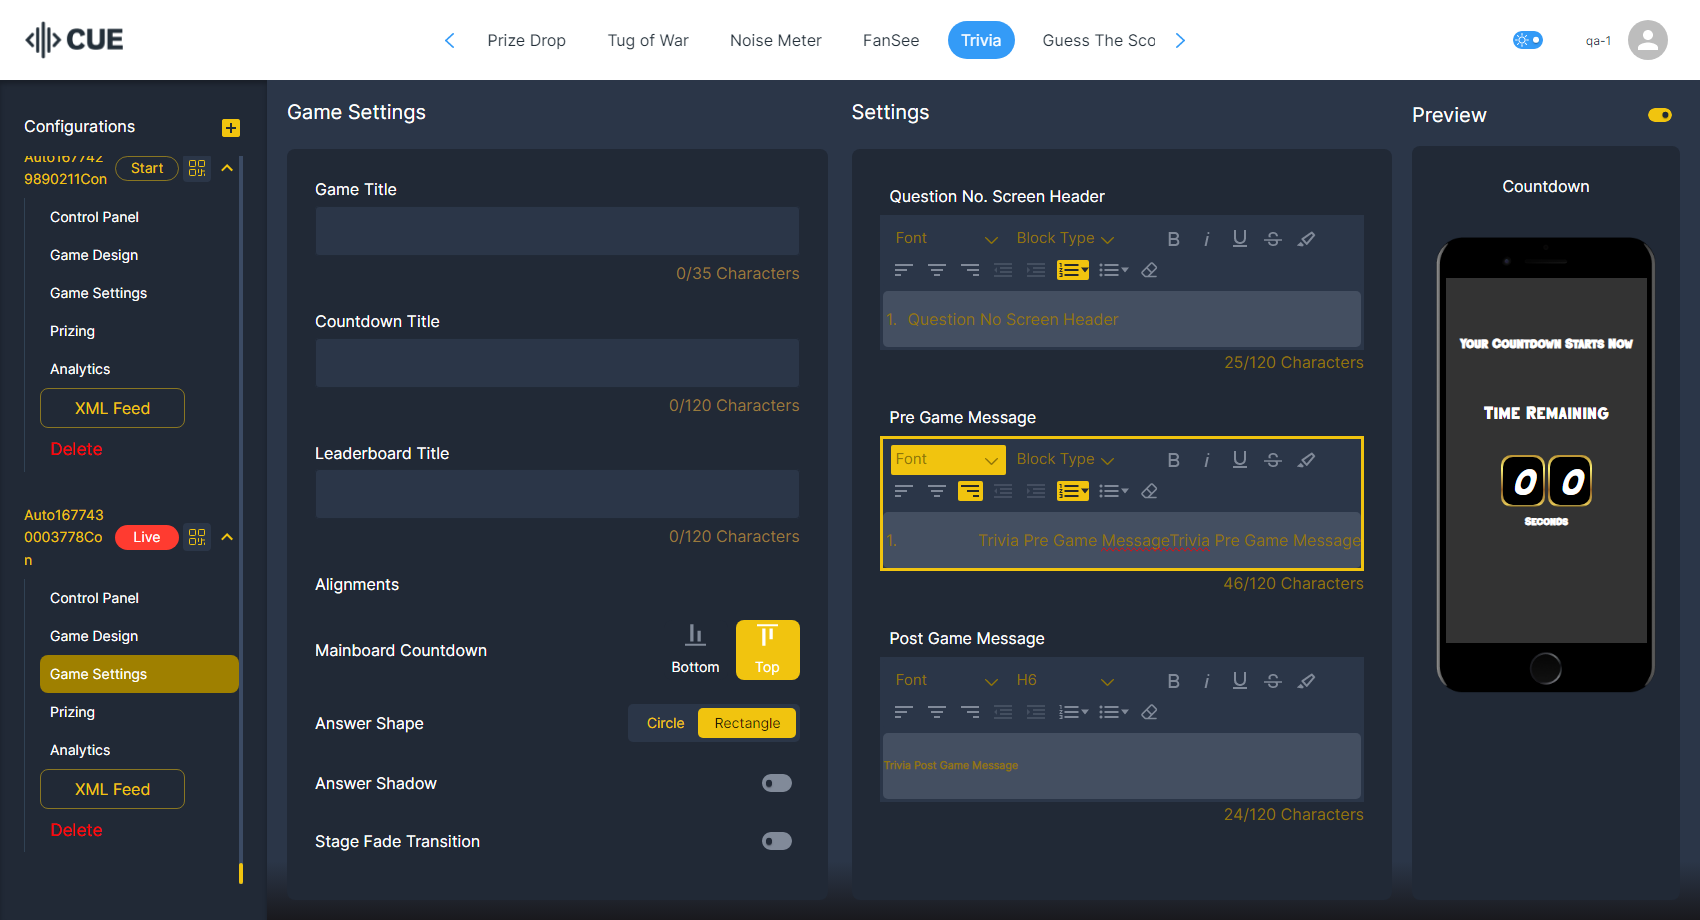 CUE
Prize Drop
Tug of War
Noise Meter
FanSee
Trivia
Guess The Sco
qa-1
Configurations
Auto167742
9890211Con
Start
Control Panel
Game Design
Game Settings
Prizing
Analytics
XML Feed
Delete
Auto167743
0003778Co
n
Live
Control Panel
Game Design
Game Settings
Prizing
Analytics
XML Feed
Delete
Game Settings
Game Title
0/35 Characters
Countdown Title
0/120 Characters
Leaderboard Title
0/120 Characters
Alignments
Mainboard Countdown
Bottom
Top
Answer Shape
Circle
Rectangle
Answer Shadow
Stage Fade Transition
Settings
Question No. Screen Header
Font
Block Type
B i U S
1. Question No Screen Header
25/120 Characters
Pre Game Message
Font
Block Type
B i U S
1. Trivia Pre Game MessageTrivia Pre Game Message
46/120 Characters
Post Game Message
Font
H6
B i U S
Trivia Post Game Message
24/120 Characters
Preview
Countdown
Your Countdown Starts Now
Time Remaining
0 0
Seconds